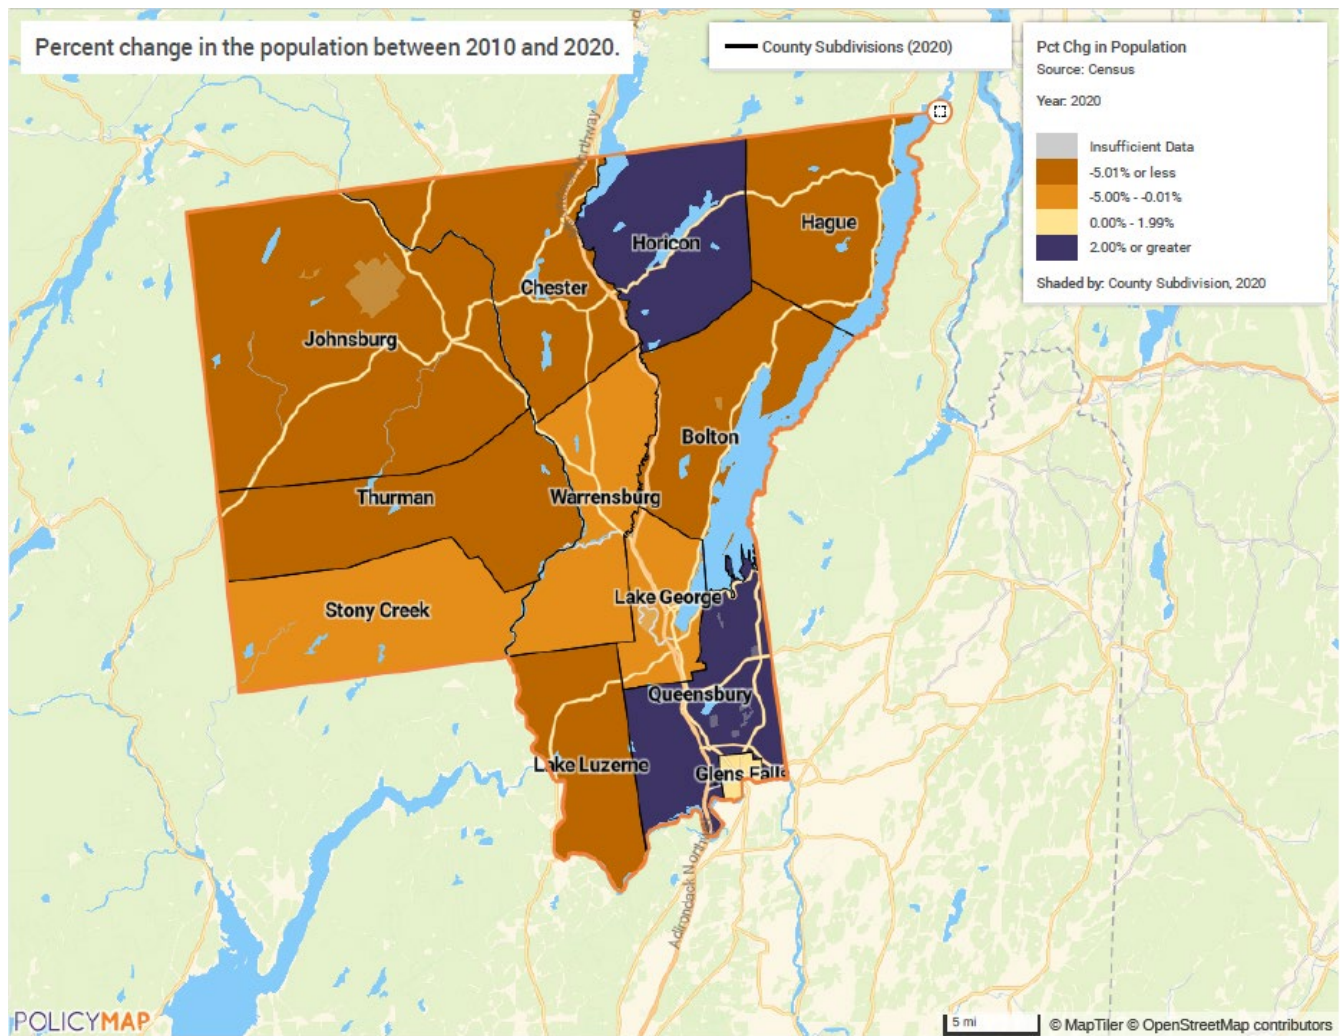 Percent change in the population between 2010 and 2020.
County Subdivisions (2020)
Pct Chg in Population
Source: Census
Year: 2020
Insufficient Data
-5.01% or less
-5.00% - -0.01%
0.00% - 1.99%
2.00% or greater
Shaded by: County Subdivision, 2020
Hague
Horicon
Chester
Johnsburg
Bolton
Thurman
Warrensburg
Lake George
Stony Creek
Queensbury
Lake Luzerne
Glens Falls
Adirondack North
POLICYMAP
5 mi
© MapTiler © OpenStreetMap contributors